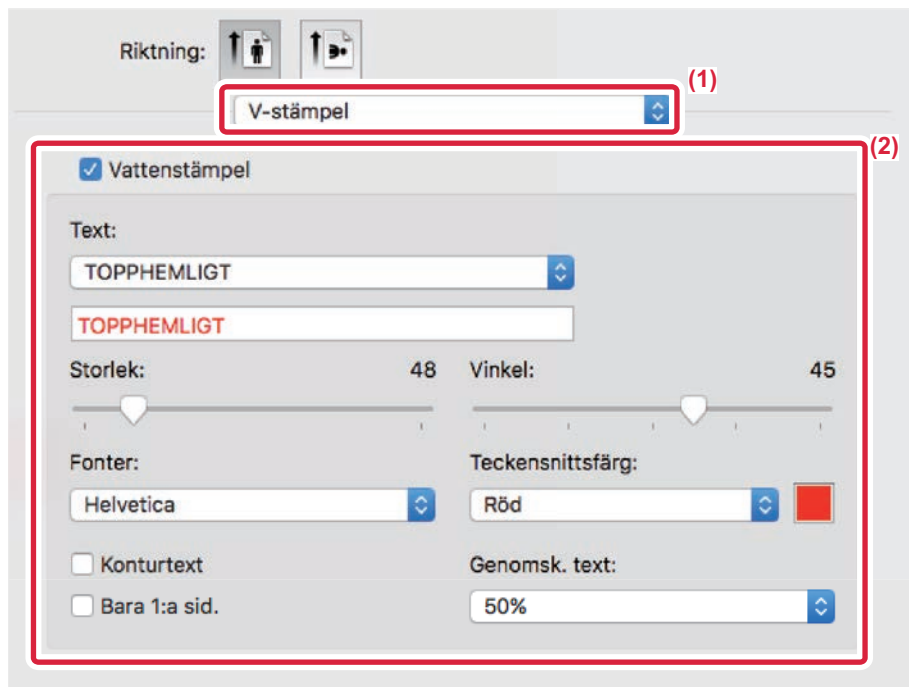 Riktning:
(1)
V-stämpel
(2)
Vattenstämpel
Text:
TOPPHEMLIGT
TOPPHEMLIGT
Storlek: 48 Vinkel: 45
Fonter: Teckensnittsfärg:
Helvetica Röd
Konturtext Genomsk. text:
Bara 1:a sid. 50%